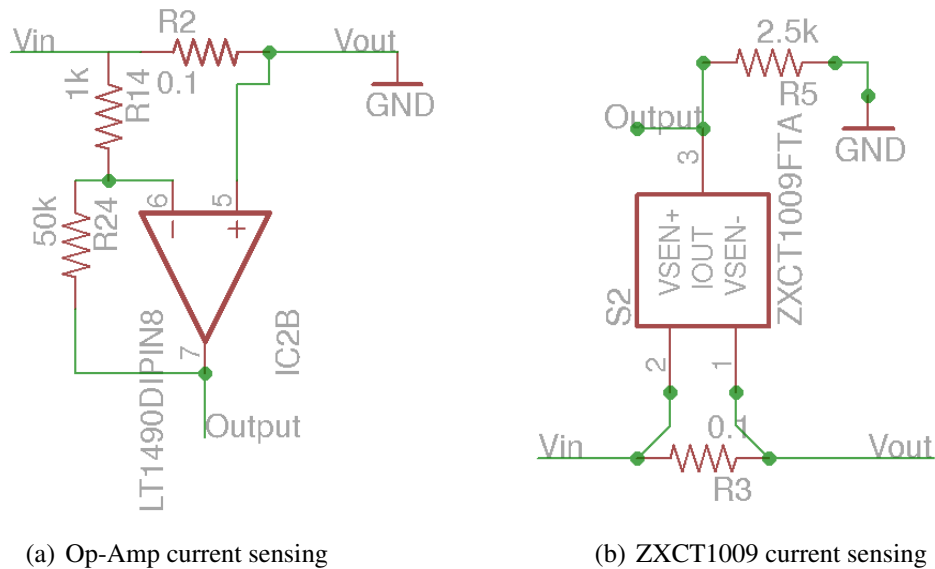 Vin
R2
Vout
0.1
GND
1k
R14
50k
R24
6
5
−
+
7
LT1490DIPIN8
IC2B
Output
(a) Op-Amp current sensing
2.5k
R5
Output
GND
3
VSEN+
IOUT
VSEN-
S2
ZXCT1009FTA
2
1
Vin
0.1
Vout
R3
(b) ZXCT1009 current sensing